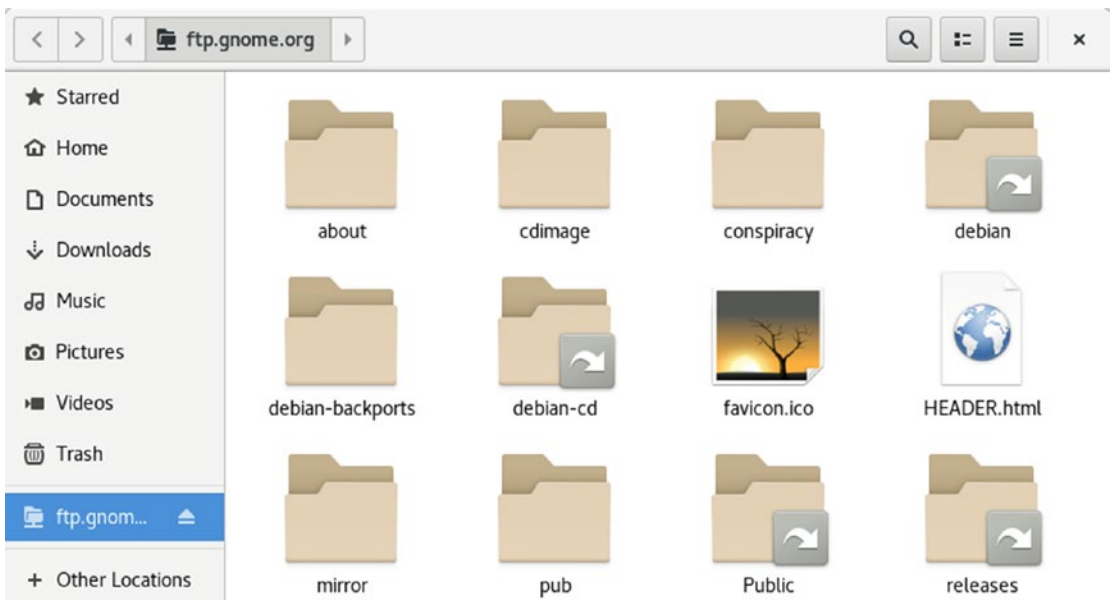 ftp.gnome.org
Starred
Home
Documents
Downloads
Music
Pictures
Videos
Trash
ftp.gnom...
Other Locations
about
cdimage
conspiracy
debian
debian-backports
debian-cd
favicon.ico
HEADER.html
mirror
pub
Public
releases